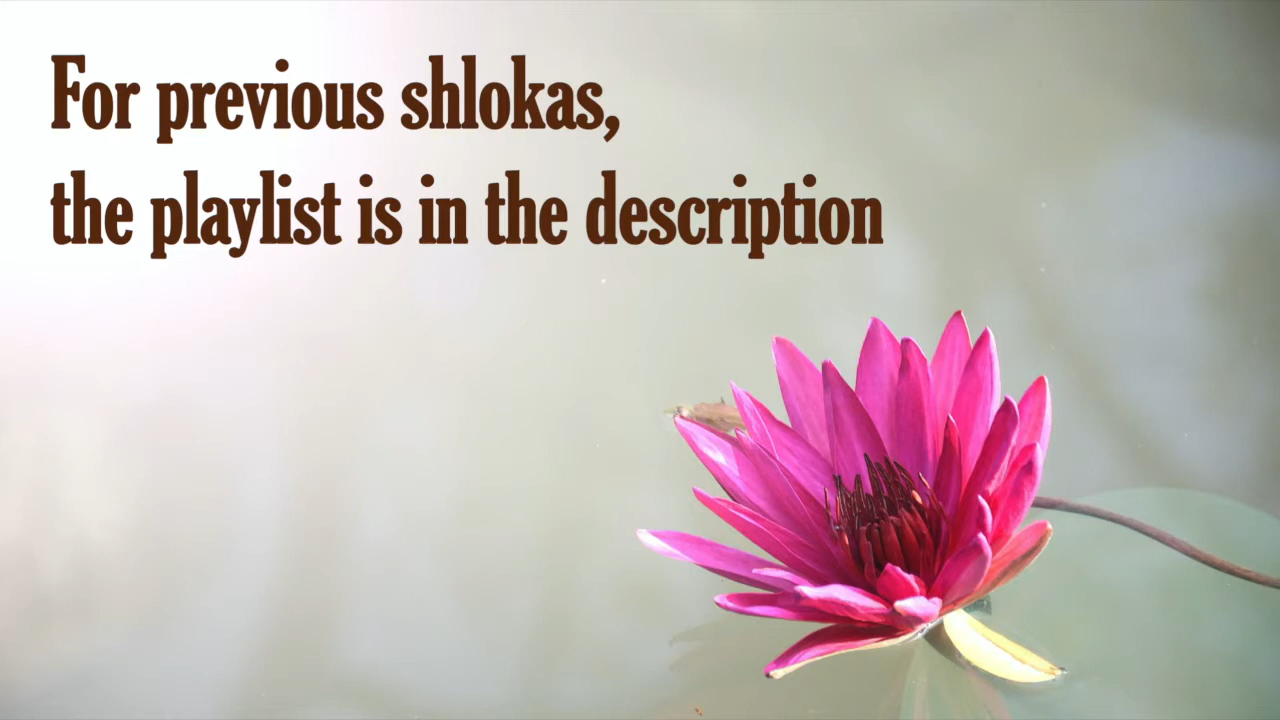 For previous shlokas,
the playlist is in the description